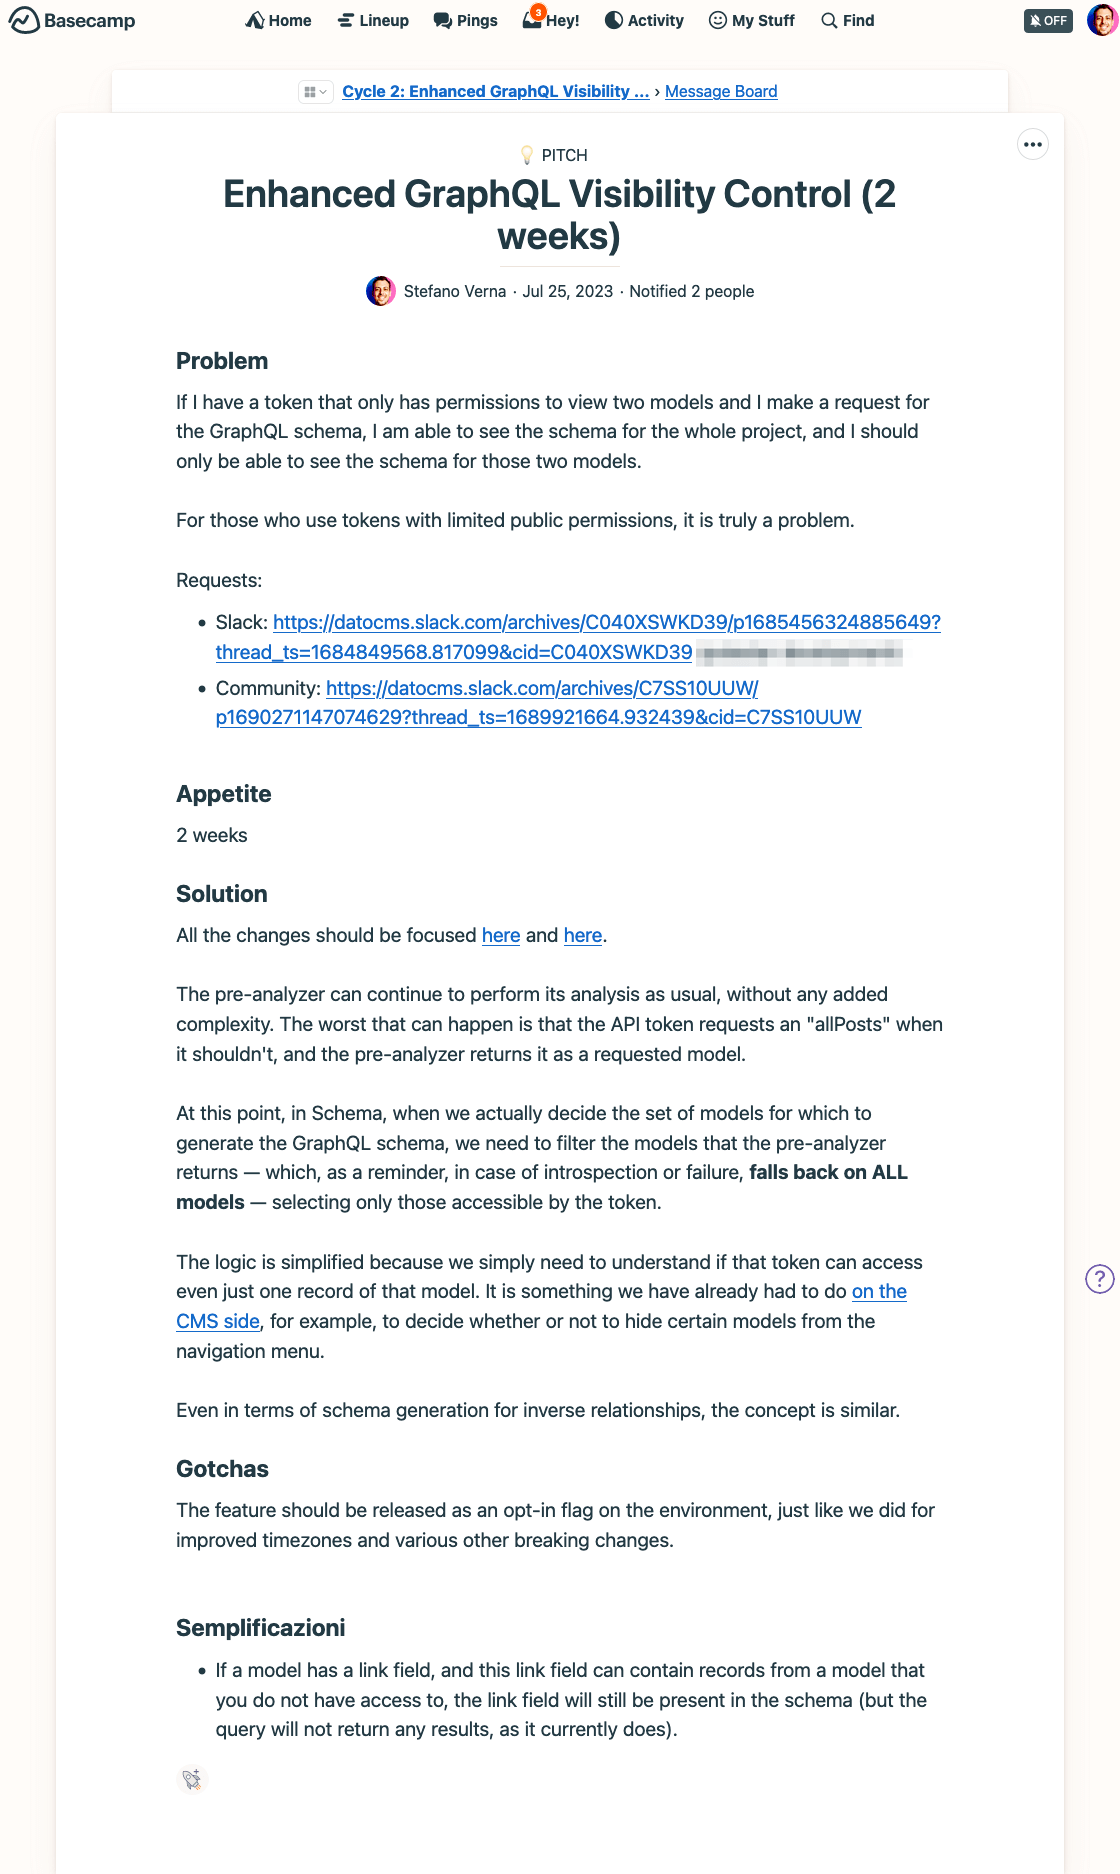 Basecamp
Home
Lineup
Pings
3
Hey!
Activity
My Stuff
Find
OFF
Cycle 2: Enhanced GraphQL Visibility ... › Message Board
PITCH
Enhanced GraphQL Visibility Control (2
weeks)
Stefano Verna · Jul 25, 2023 · Notified 2 people
Problem
If I have a token that only has permissions to view two models and I make a request for
the GraphQL schema, I am able to see the schema for the whole project, and I should
only be able to see the schema for those two models.
For those who use tokens with limited public permissions, it is truly a problem.
Requests:
• Slack: https://datocms.slack.com/archives/C040XSWKD39/p1685456324885649?
thread_ts=1684849568.817099&cid=C040XSWKD39
• Community: https://datocms.slack.com/archives/C7SS10UUW/
p1690271147074629?thread_ts=1689921664.932439&cid=C7SS10UUW
Appetite
2 weeks
Solution
All the changes should be focused here and here.
The pre-analyzer can continue to perform its analysis as usual, without any added
complexity. The worst that can happen is that the API token requests an "allPosts" when
it shouldn't, and the pre-analyzer returns it as a requested model.
At this point, in Schema, when we actually decide the set of models for which to
generate the GraphQL schema, we need to filter the models that the pre-analyzer
returns — which, as a reminder, in case of introspection or failure, falls back on ALL
models — selecting only those accessible by the token.
The logic is simplified because we simply need to understand if that token can access
even just one record of that model. It is something we have already had to do on the
CMS side, for example, to decide whether or not to hide certain models from the
navigation menu.
Even in terms of schema generation for inverse relationships, the concept is similar.
Gotchas
The feature should be released as an opt-in flag on the environment, just like we did for
improved timezones and various other breaking changes.
Semplificazioni
• If a model has a link field, and this link field can contain records from a model that
you do not have access to, the link field will still be present in the schema (but the
query will not return any results, as it currently does).
?